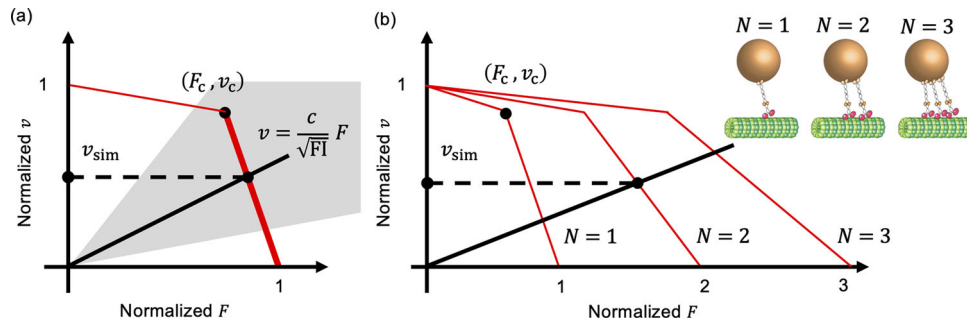 (a)
1
Normalized v
(F_c, v_c)
v = c/√FI F
v_sim
1
Normalized F
(b)
1
Normalized v
(F_c, v_c)
v_sim
N = 1
N = 2
N = 3
N = 1
N = 2
N = 3
1
2
3
Normalized F